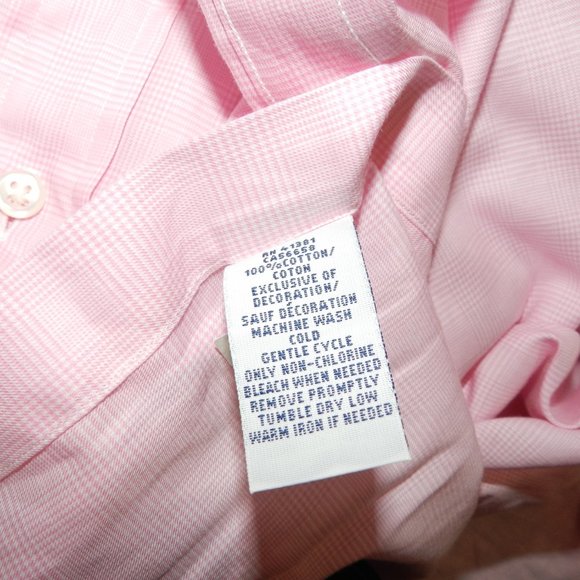 RN 41381
CA56658
100%COTTON/
COTON
EXCLUSIVE OF
DECORATION/
SAUF DÉCORATION
MACHINE WASH
COLD
GENTLE CYCLE
ONLY NON-CHLORINE
BLEACH WHEN NEEDED
REMOVE PROMPTLY
TUMBLE DRY LOW
WARM IRON IF NEEDED